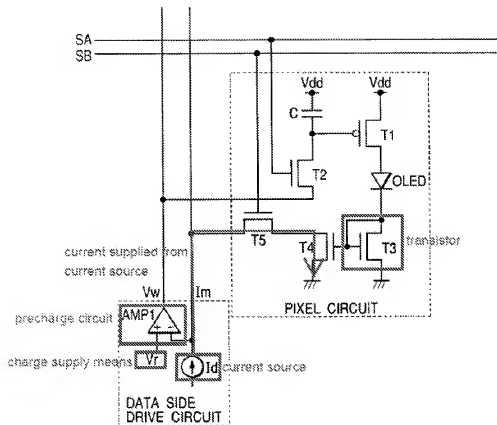 SA
SB
Vdd
Vdd
C
T1
T2
OLED
T5
T4
T3
transistor
current supplied from
current source
PIXEL CIRCUIT
Vw
Im
precharge circuit
AMP1
+ -
charge supply means
Vr
Id
current source
DATA SIDE
DRIVE CIRCUIT